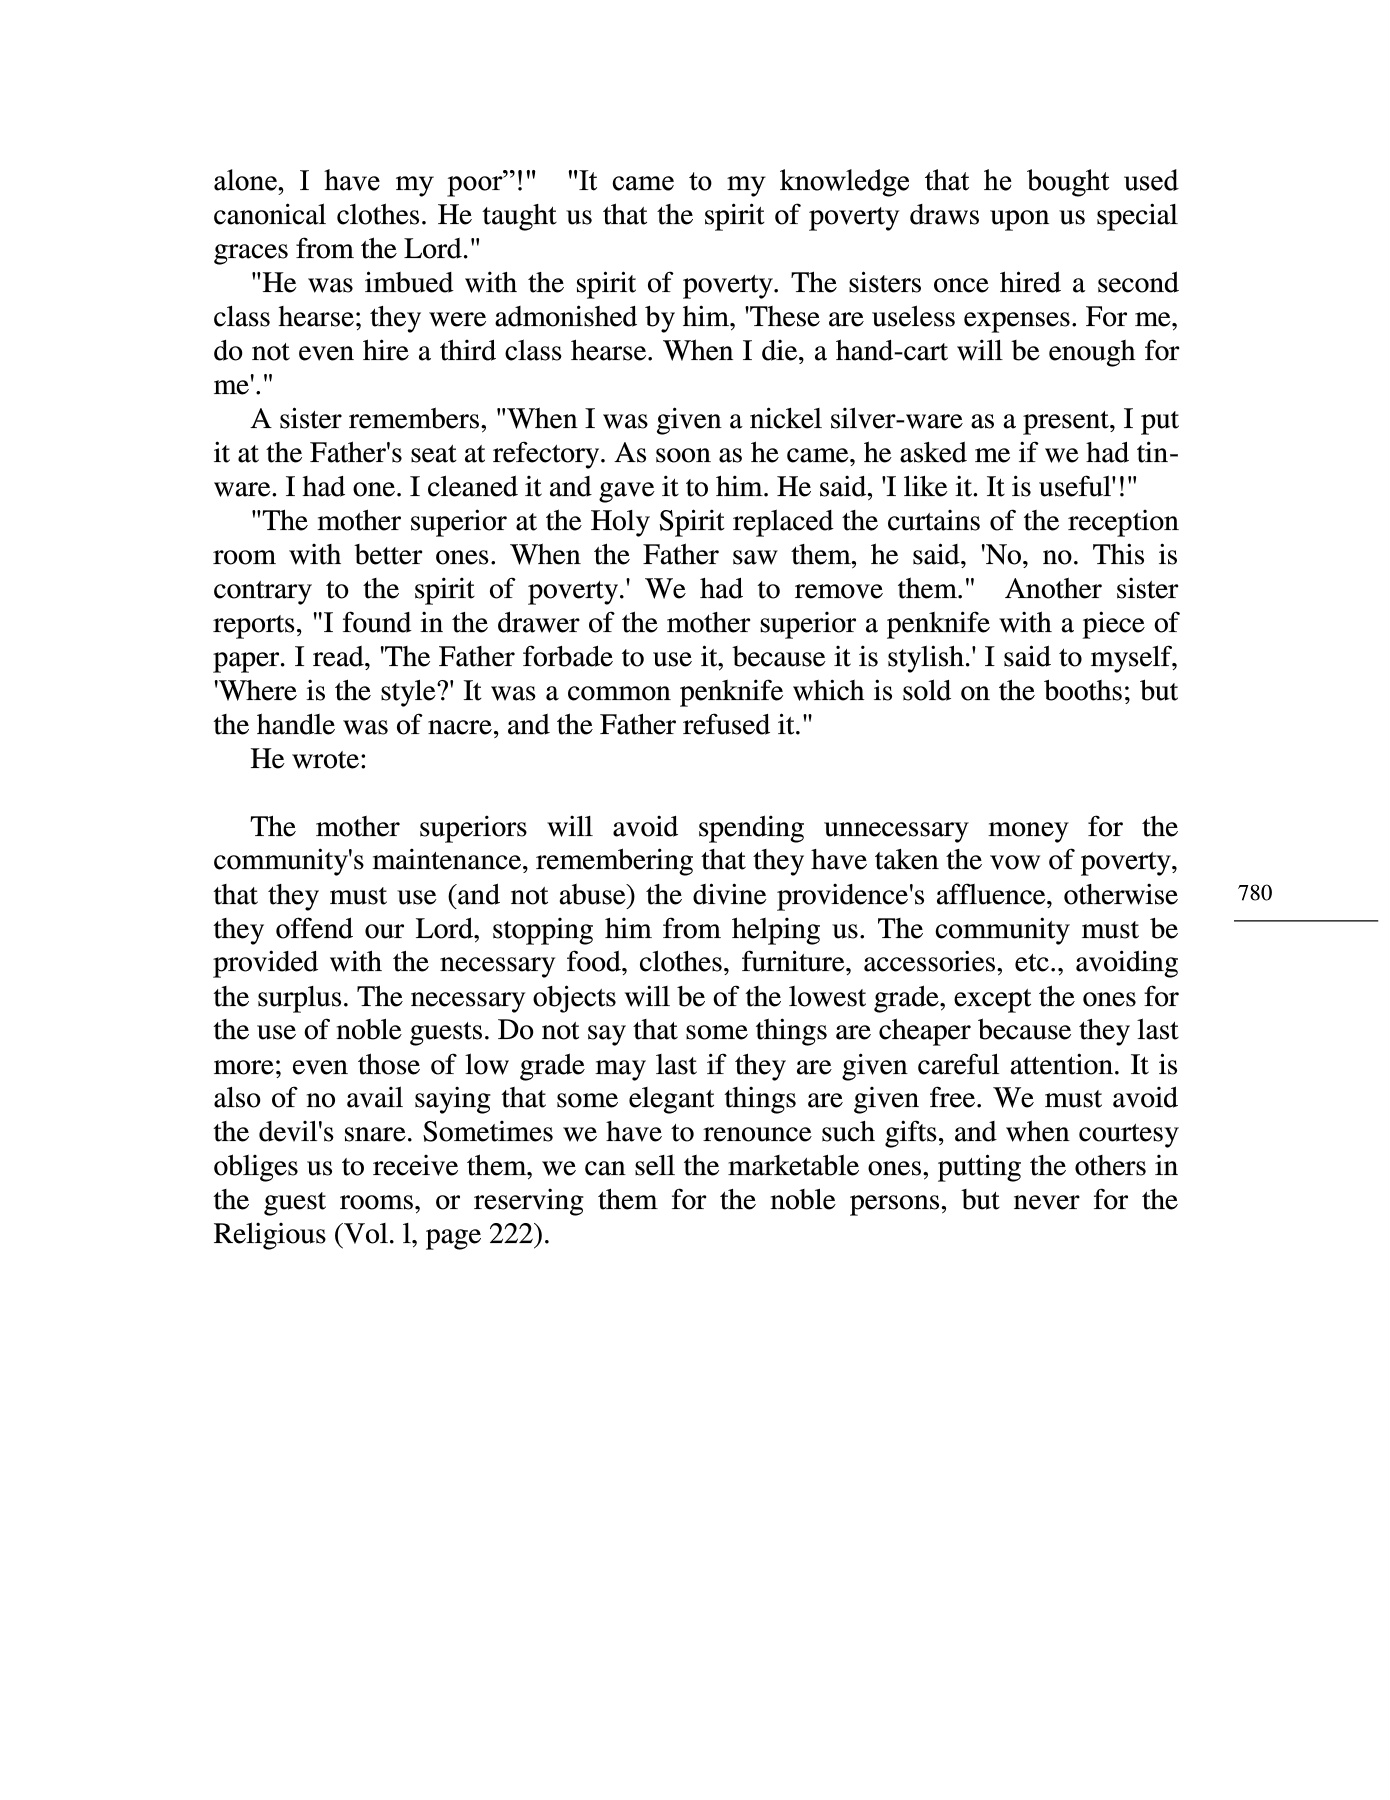 alone, I have my poor”!"  "It came to my knowledge that he bought used
canonical clothes. He taught us that the spirit of poverty draws upon us special
graces from the Lord."
"He was imbued with the spirit of poverty. The sisters once hired a second
class hearse; they were admonished by him, 'These are useless expenses. For me,
do not even hire a third class hearse. When I die, a hand-cart will be enough for
me'."
A sister remembers, "When I was given a nickel silver-ware as a present, I put
it at the Father's seat at refectory. As soon as he came, he asked me if we had tin-
ware. I had one. I cleaned it and gave it to him. He said, 'I like it. It is useful'!"
"The mother superior at the Holy Spirit replaced the curtains of the reception
room with better ones. When the Father saw them, he said, 'No, no. This is
contrary to the spirit of poverty.' We had to remove them."  Another sister
reports, "I found in the drawer of the mother superior a penknife with a piece of
paper. I read, 'The Father forbade to use it, because it is stylish.' I said to myself,
'Where is the style?' It was a common penknife which is sold on the booths; but
the handle was of nacre, and the Father refused it."
He wrote:
The mother superiors will avoid spending unnecessary money for the
community's maintenance, remembering that they have taken the vow of poverty,
that they must use (and not abuse) the divine providence's affluence, otherwise
they offend our Lord, stopping him from helping us. The community must be
provided with the necessary food, clothes, furniture, accessories, etc., avoiding
the surplus. The necessary objects will be of the lowest grade, except the ones for
the use of noble guests. Do not say that some things are cheaper because they last
more; even those of low grade may last if they are given careful attention. It is
also of no avail saying that some elegant things are given free. We must avoid
the devil's snare. Sometimes we have to renounce such gifts, and when courtesy
obliges us to receive them, we can sell the marketable ones, putting the others in
the guest rooms, or reserving them for the noble persons, but never for the
Religious (Vol. l, page 222).
780